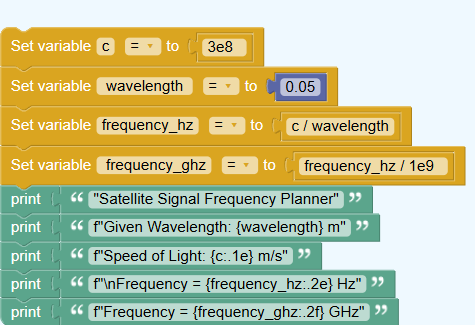 Set variable c = to 3e8
Set variable wavelength = to 0.05
Set variable frequency_hz = to c / wavelength
Set variable frequency_ghz = to frequency_hz / 1e9
print “ "Satellite Signal Frequency Planner" ”
print “ f"Given Wavelength: {wavelength} m" ”
print “ f"Speed of Light: {c:.1e} m/s" ”
print “ f"\nFrequency = {frequency_hz:.2e} Hz" ”
print “ f"Frequency = {frequency_ghz:.2f} GHz" ”